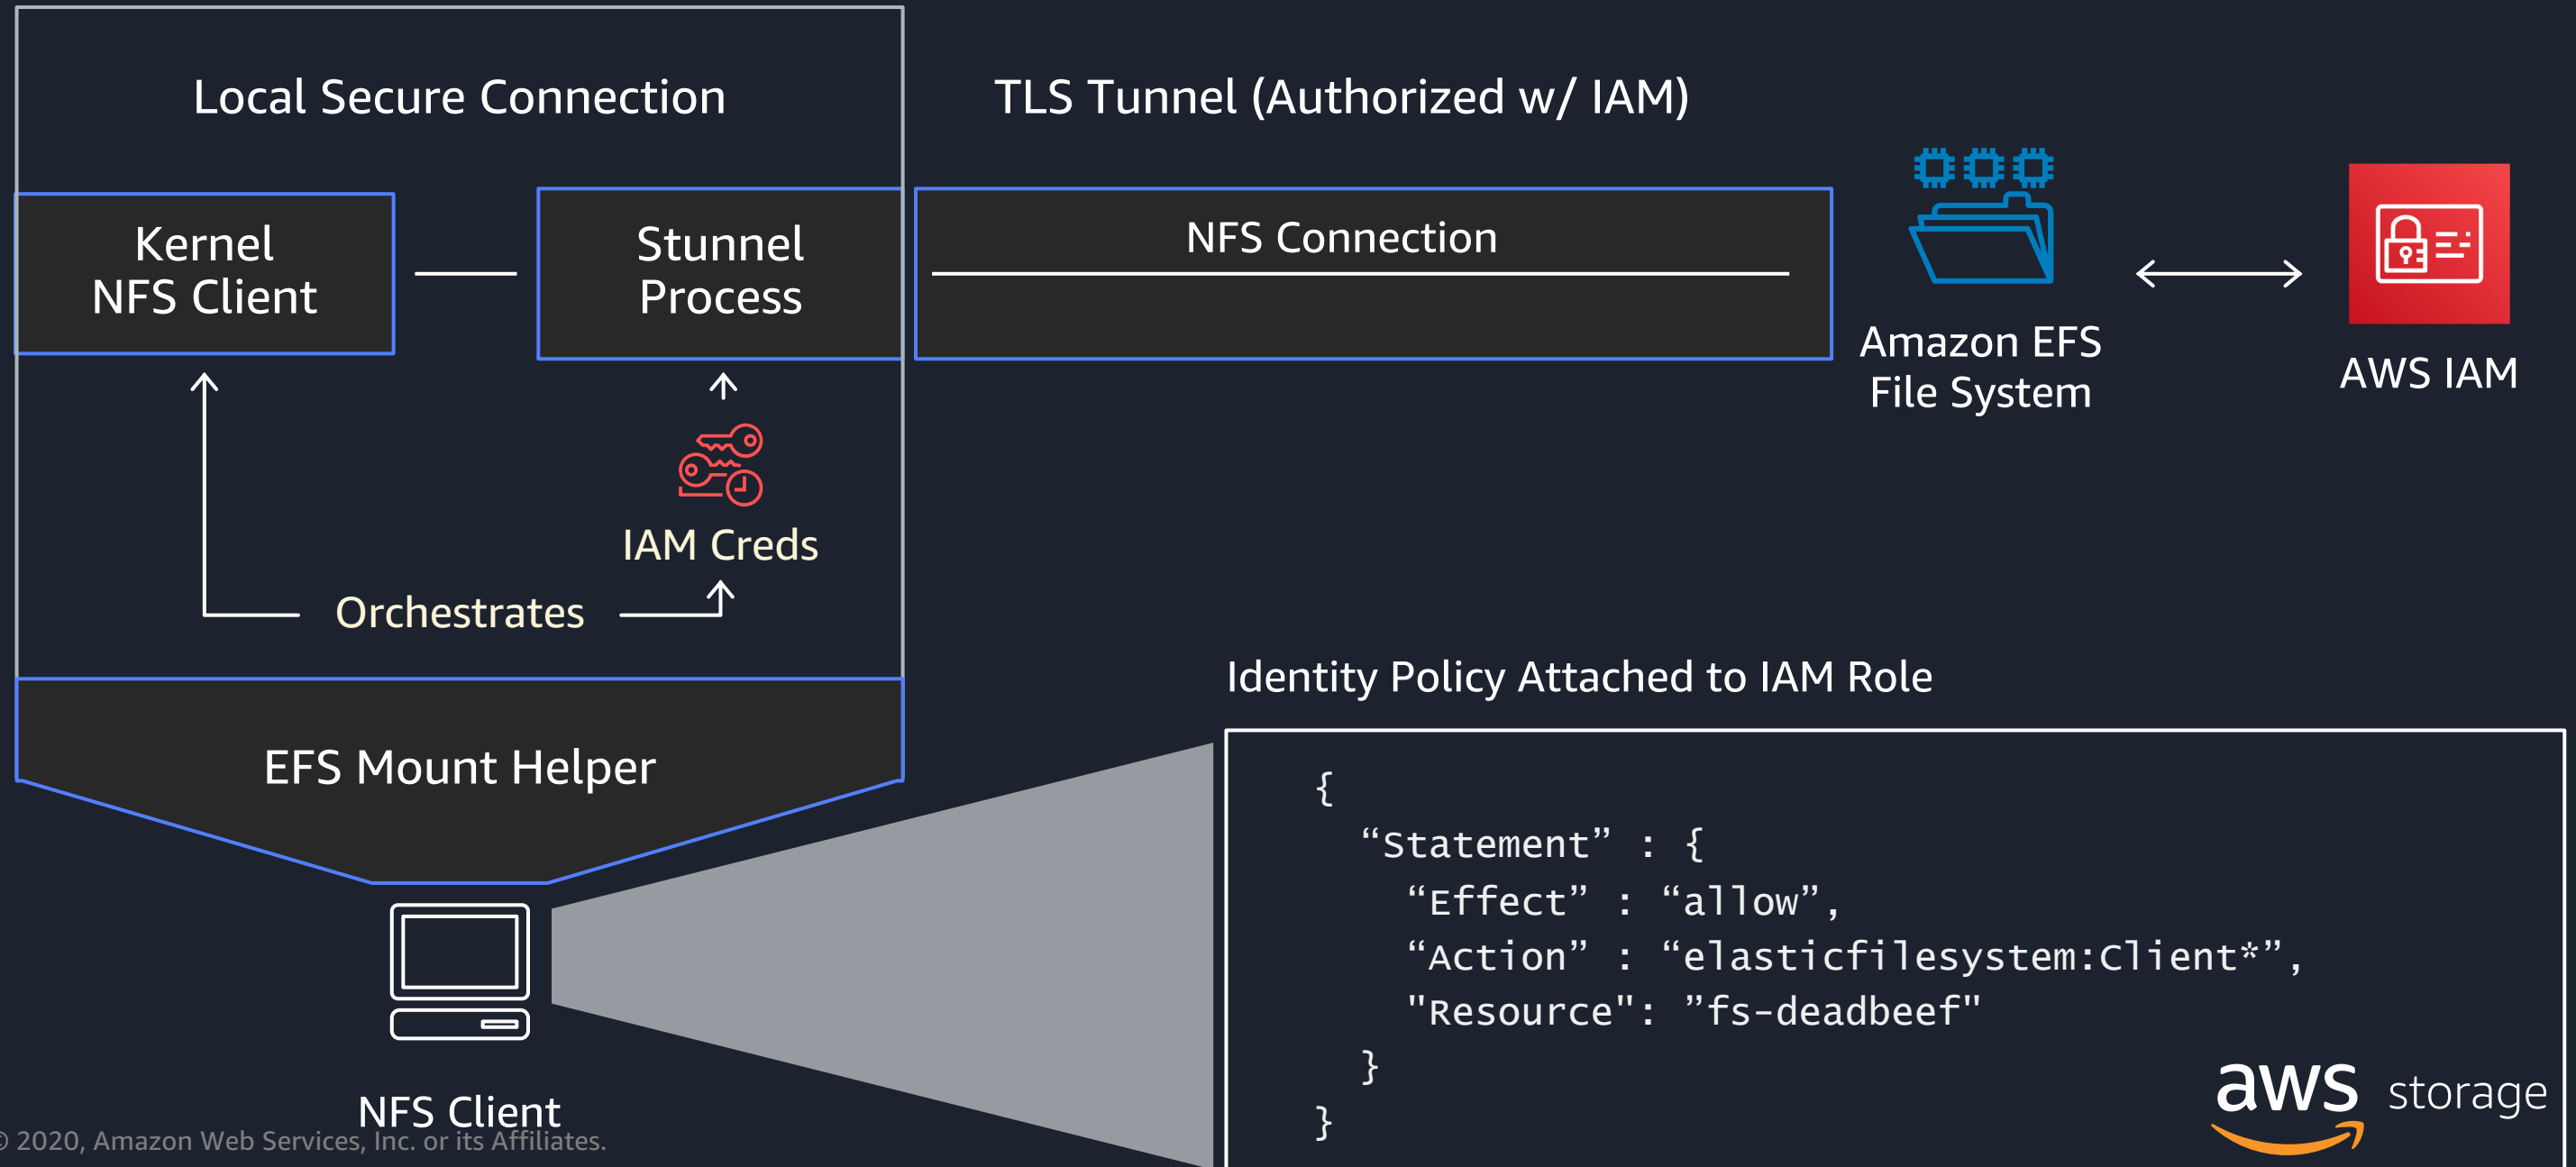 Local Secure Connection
TLS Tunnel (Authorized w/ IAM)
Kernel
NFS Client
Stunnel
Process
NFS Connection
Amazon EFS
File System
AWS IAM
IAM Creds
Orchestrates
EFS Mount Helper
NFS Client
Identity Policy Attached to IAM Role
{
“Statement” : {
“Effect” : “allow”,
“Action” : “elasticfilesystem:Client*”,
"Resource": ”fs-deadbeef"
}
}
© 2020, Amazon Web Services, Inc. or its Affiliates.
aws storage